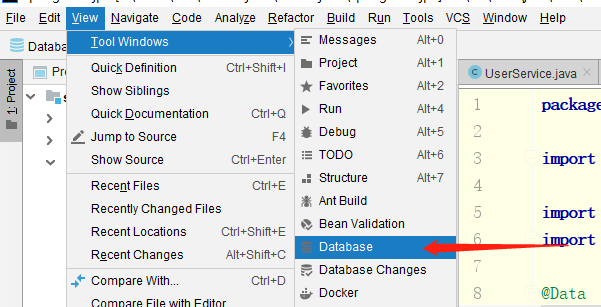 File Edit View Navigate Code Analyze Refactor Build Run Tools VCS Window Help
Databa
Tool Windows
Quick Definition Ctrl+Shift+I
Show Siblings
Quick Documentation Ctrl+Q
Jump to Source F4
Show Source Ctrl+Enter
Recent Files Ctrl+E
Recently Changed Files
Recent Locations Ctrl+Shift+E
Recent Changes Alt+Shift+C
Compare With... Ctrl+D
Compare File with Editor
Messages Alt+0
Project Alt+1
Favorites Alt+2
Run Alt+4
Debug Alt+5
TODO Alt+6
Structure Alt+7
Ant Build
Bean Validation
Database
Database Changes
Docker
1: Project
Pr
s
UserService.java
1 package
2
3 import
5 import
6 import
7
8 @Data